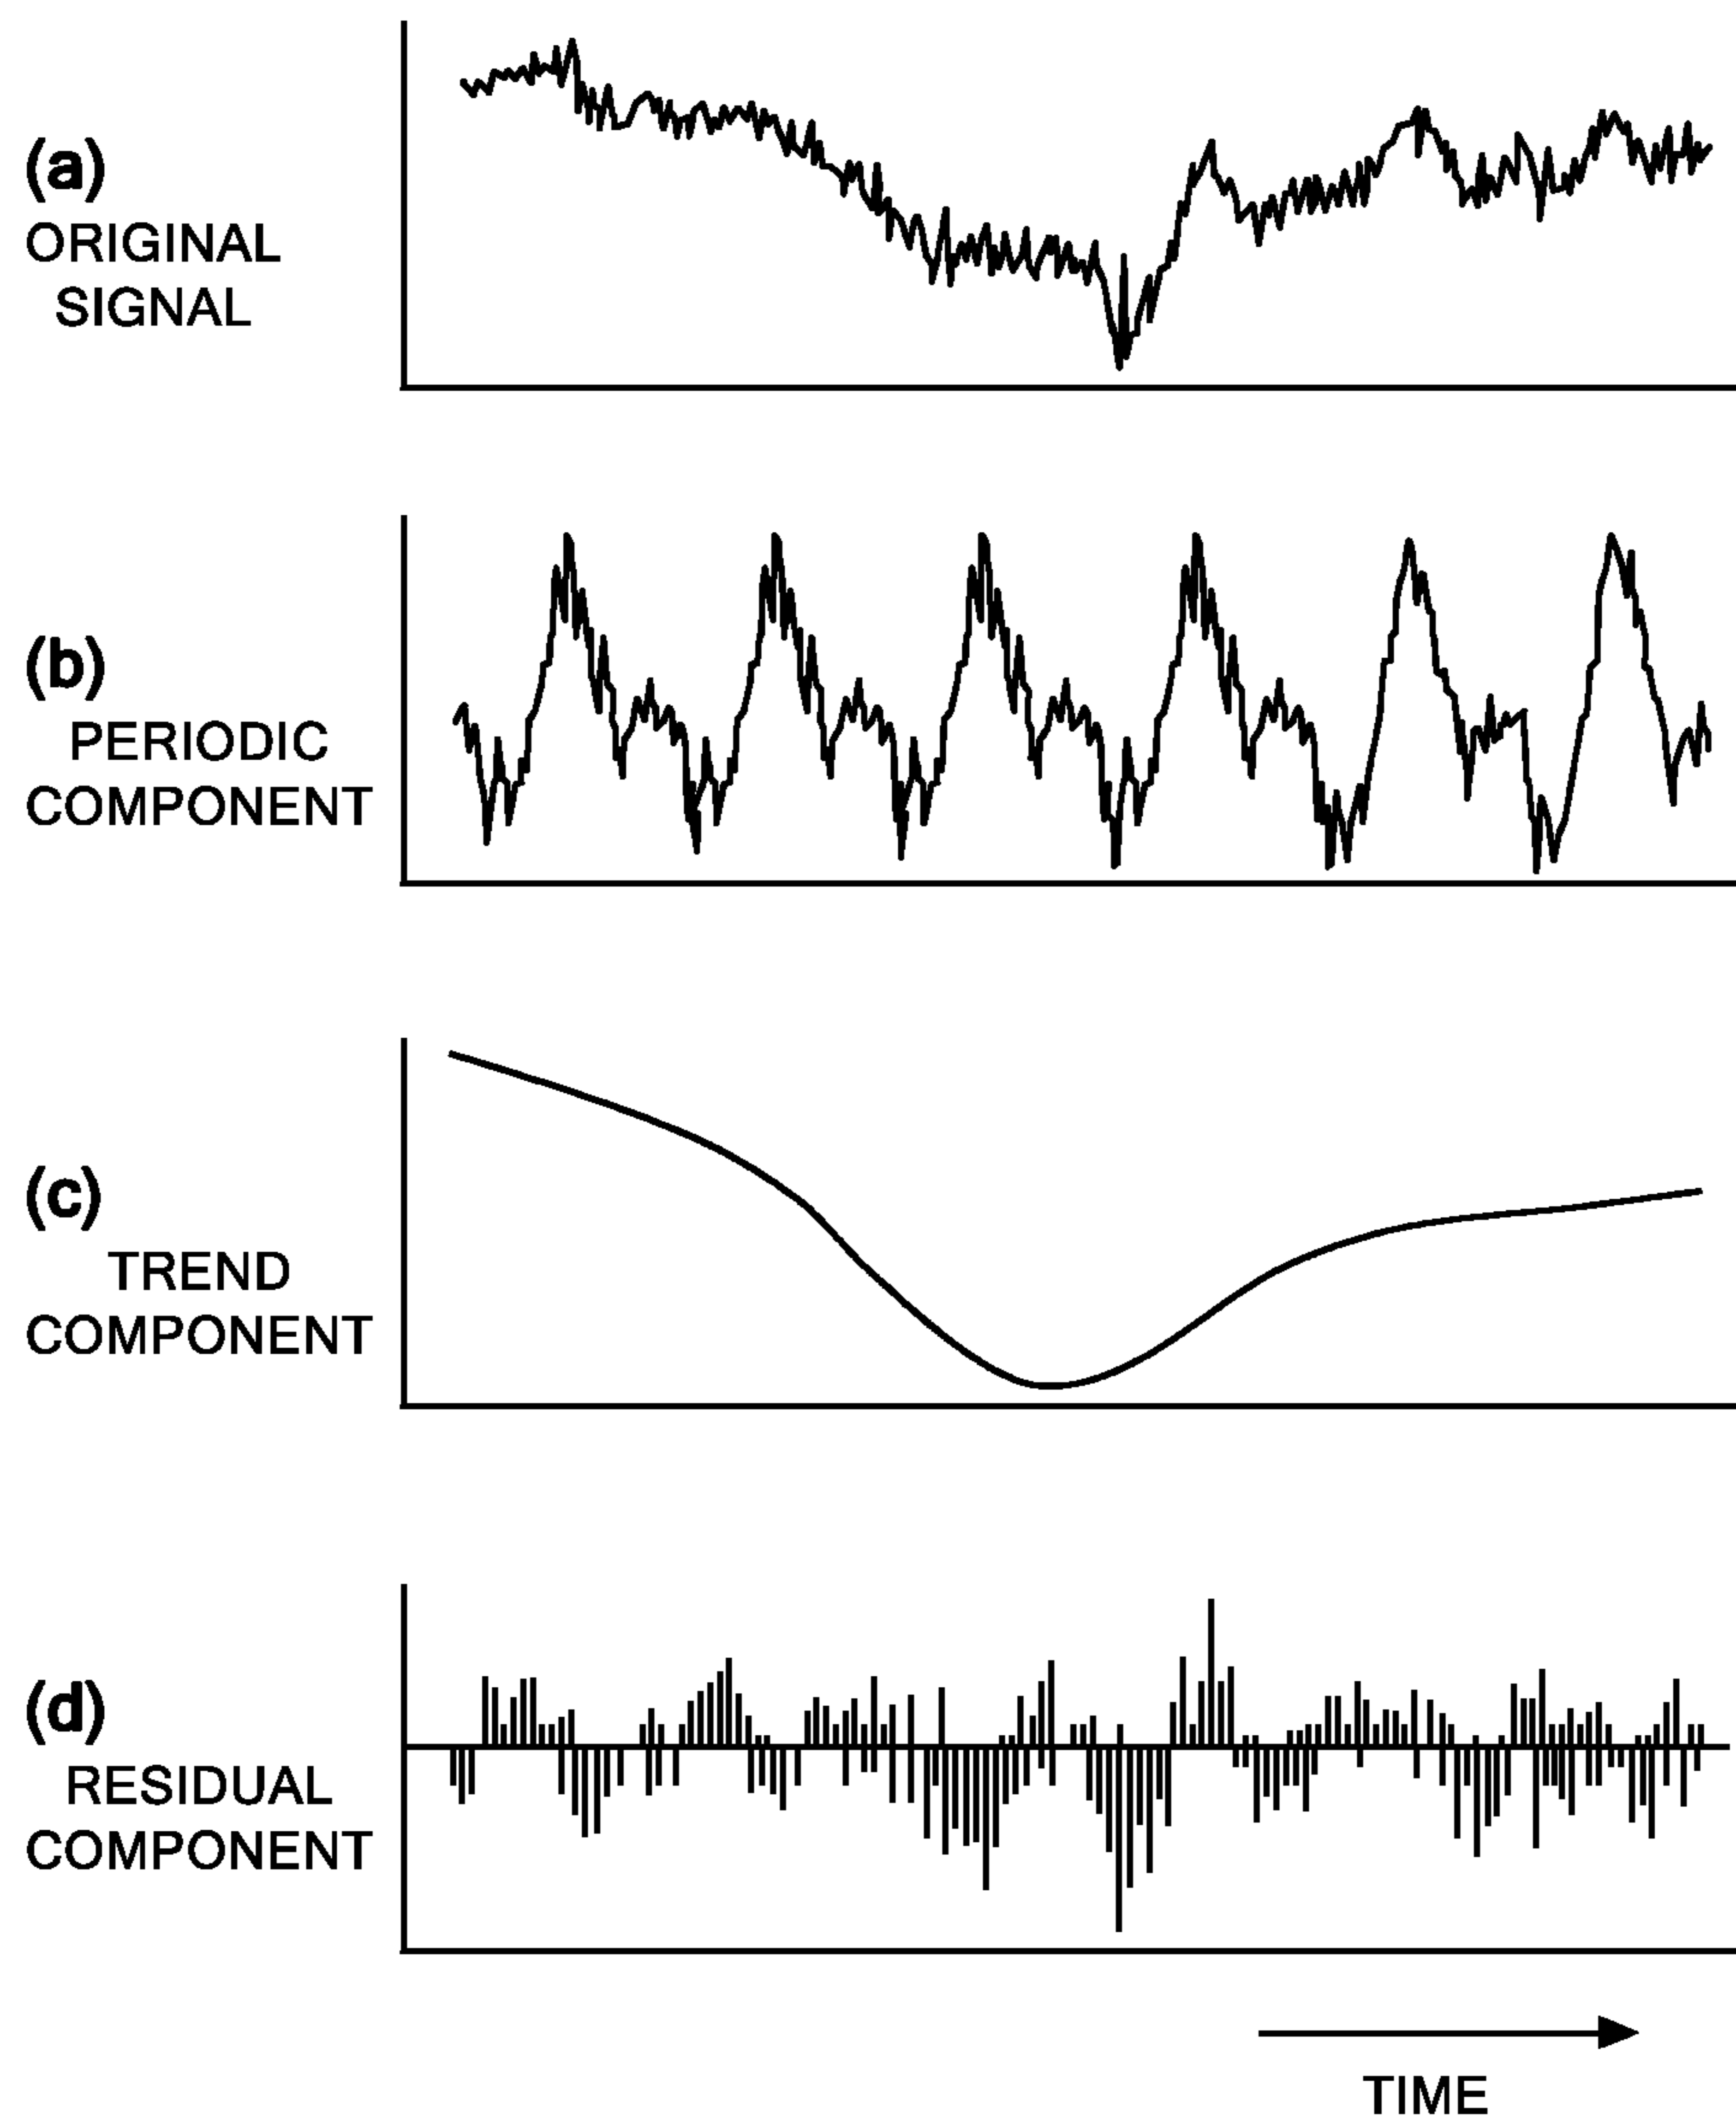 (a)
ORIGINAL
SIGNAL
(b)
PERIODIC
COMPONENT
(c)
TREND
COMPONENT
(d)
RESIDUAL
COMPONENT
TIME